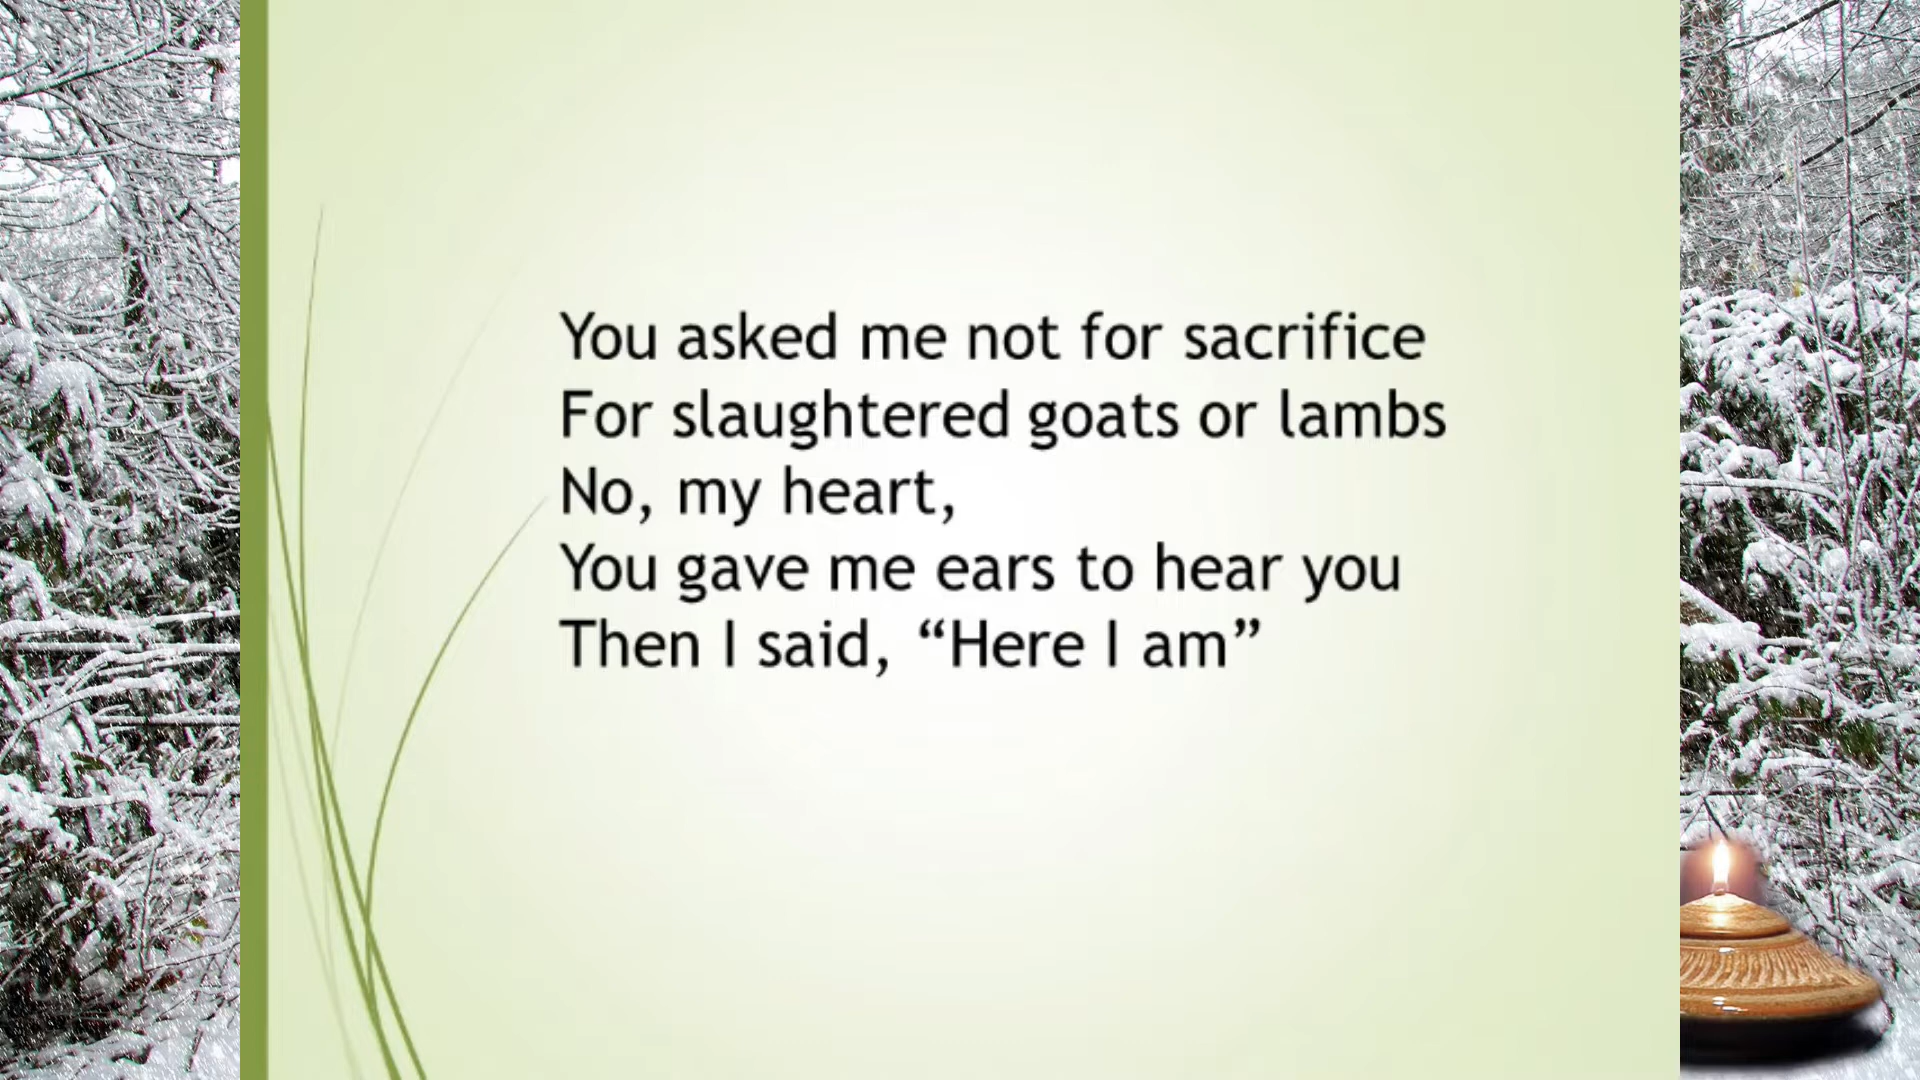 You asked me not for sacrifice
For slaughtered goats or lambs
No, my heart,
You gave me ears to hear you
Then I said, “Here I am”